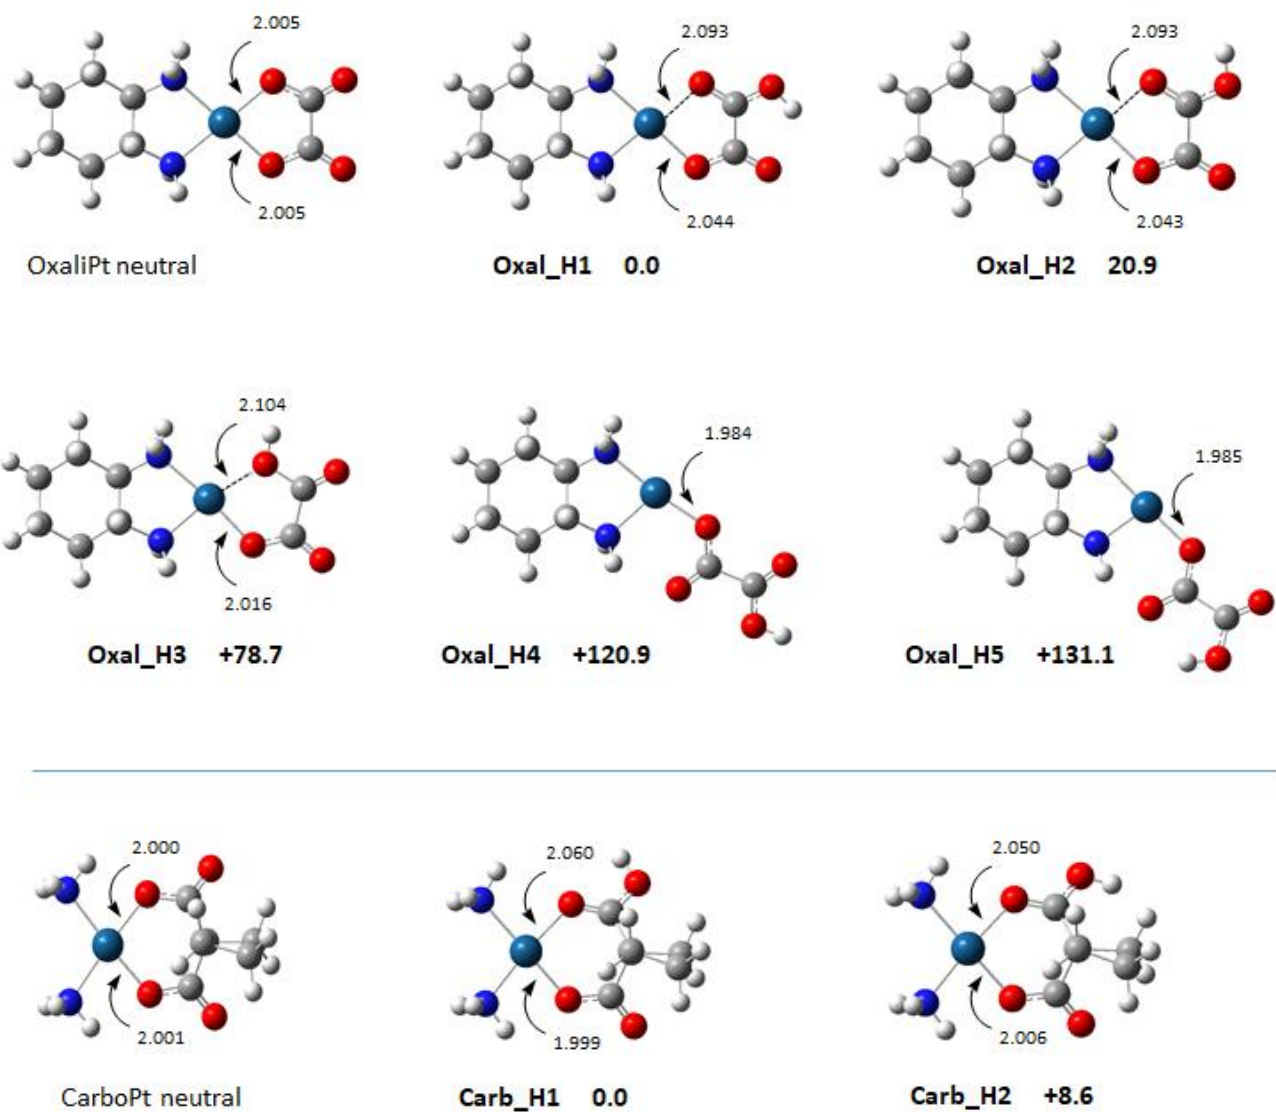 2.005
2.005
OxaliPt neutral
2.093
2.044
Oxal_H1 0.0
2.093
2.043
Oxal_H2 20.9
2.104
2.016
Oxal_H3 +78.7
1.984
Oxal_H4 +120.9
1.985
Oxal_H5 +131.1
2.000
2.001
CarboPt neutral
2.060
1.999
Carb_H1 0.0
2.050
2.006
Carb_H2 +8.6